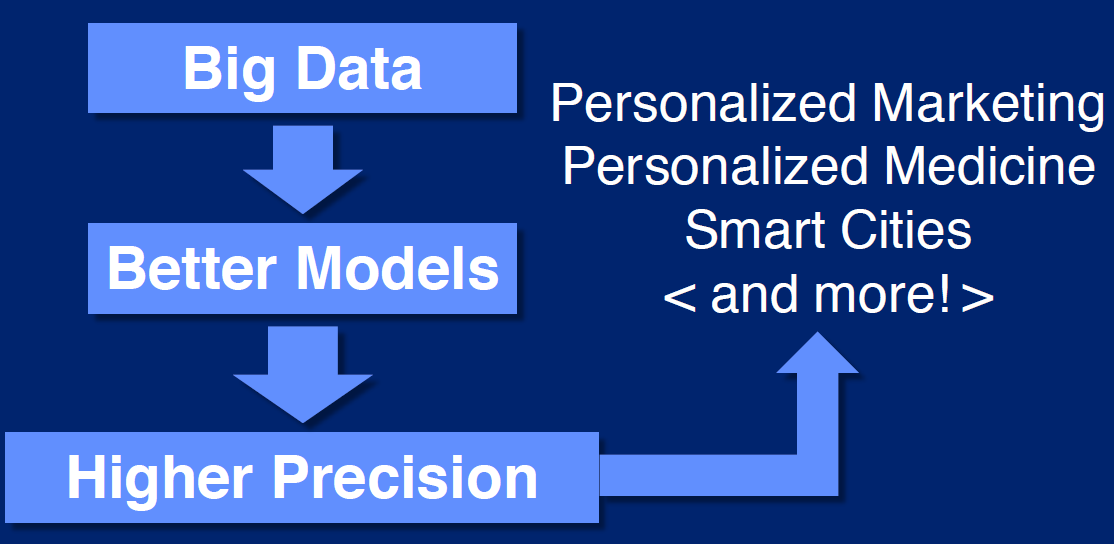 Big Data
Better Models
Higher Precision
Personalized Marketing
Personalized Medicine
Smart Cities
< and more! >